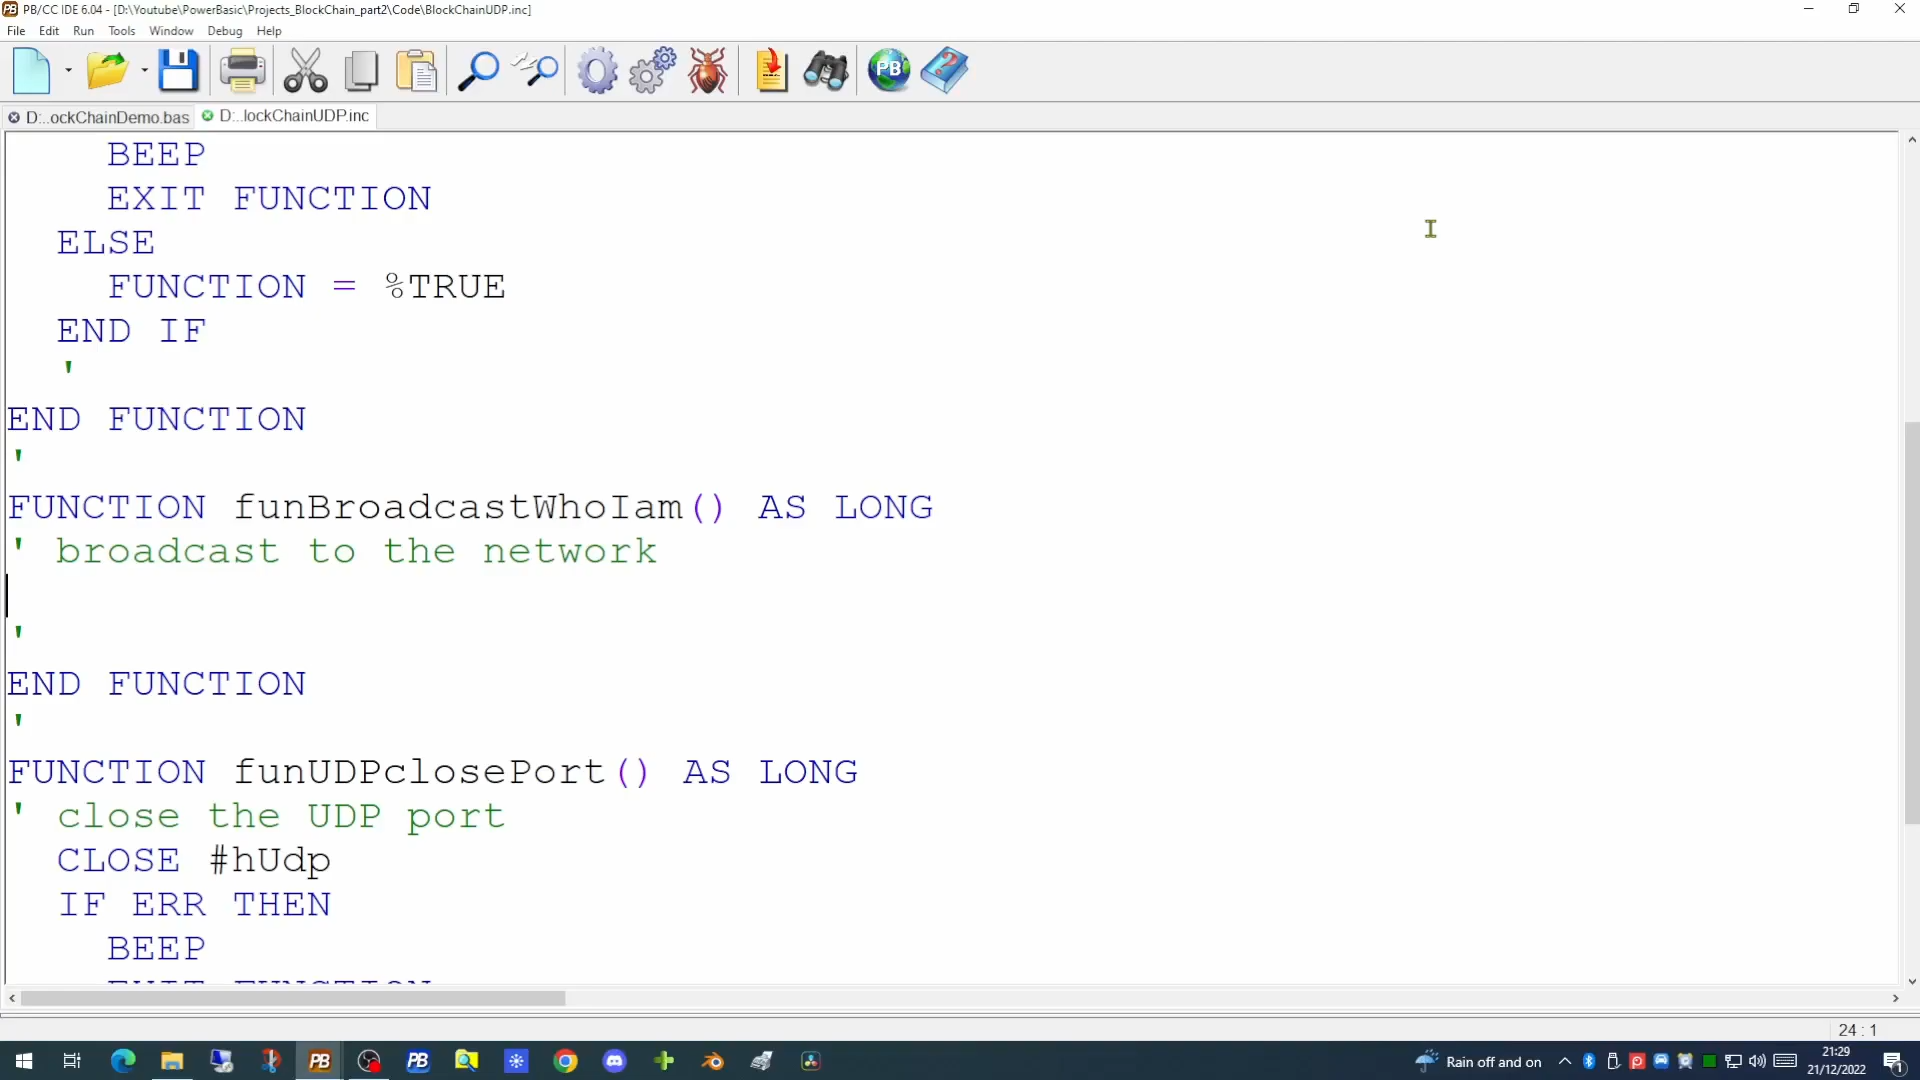 PB/CC IDE 6.04 - [D:\Youtube\PowerBasic\Projects_BlockChain_part2\Code\BlockChainUDP.inc]
File Edit Run Tools Window Debug Help
D:..ockChainDemo.bas D:..lockChainUDP.inc
BEEP
EXIT FUNCTION
ELSE
FUNCTION = %TRUE
END IF
'
END FUNCTION
'
FUNCTION funBroadcastWhoIam() AS LONG
' broadcast to the network
'
END FUNCTION
'
FUNCTION funUDPclosePort() AS LONG
' close the UDP port
CLOSE #hUdp
IF ERR THEN
BEEP
EXIT FUNCTION
24 : 1
Rain off and on
21:29
21/12/2022